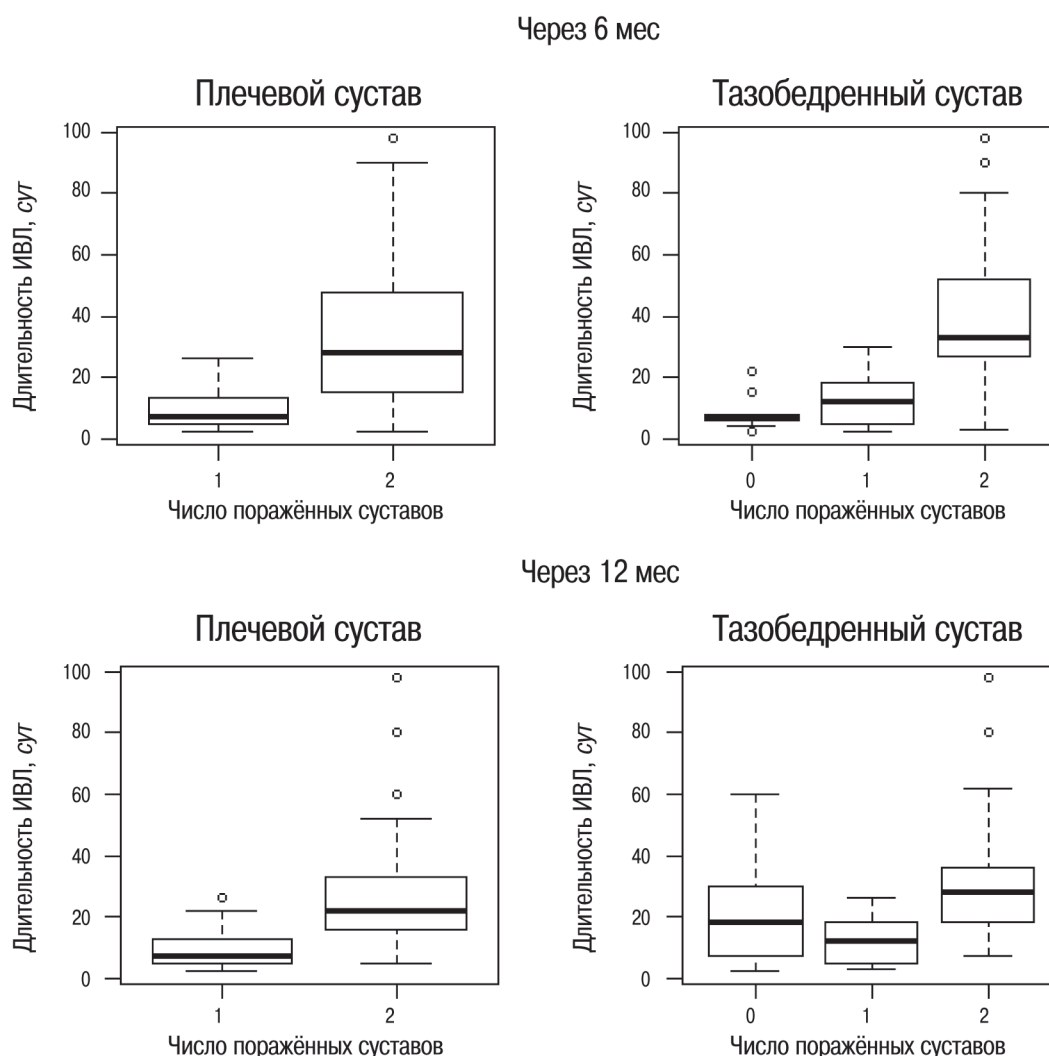 Через 6 мес
Плечевой сустав
Длительность ИВЛ, сут
100
80
60
40
20
0
1 2
Число поражённых суставов
Тазобедренный сустав
Длительность ИВЛ, сут
100
80
60
40
20
0
0 1 2
Число поражённых суставов
Через 12 мес
Плечевой сустав
Длительность ИВЛ, сут
100
80
60
40
20
0
1 2
Число поражённых суставов
Тазобедренный сустав
Длительность ИВЛ, сут
100
80
60
40
20
0
0 1 2
Число поражённых суставов